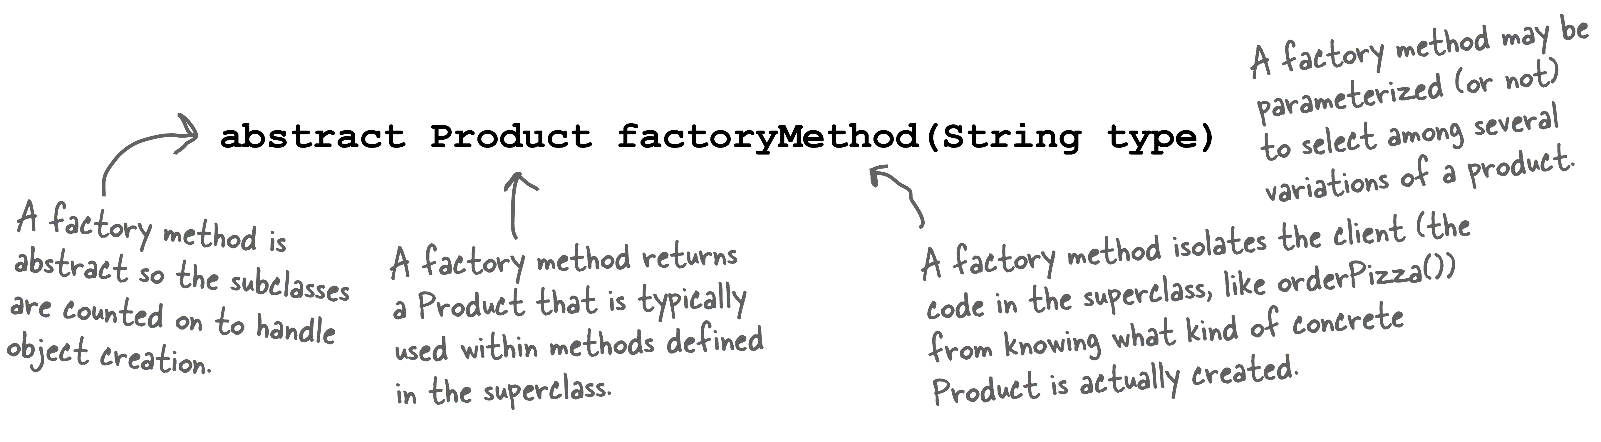 A factory method may be
parameterized (or not)
to select among several
variations of a product.
abstract Product factoryMethod(String type)
A factory method is
abstract so the subclasses
are counted on to handle
object creation.
A factory method returns
a Product that is typically
used within methods defined
in the superclass.
A factory method isolates the client (the
code in the superclass, like orderPizza())
from knowing what kind of concrete
Product is actually created.